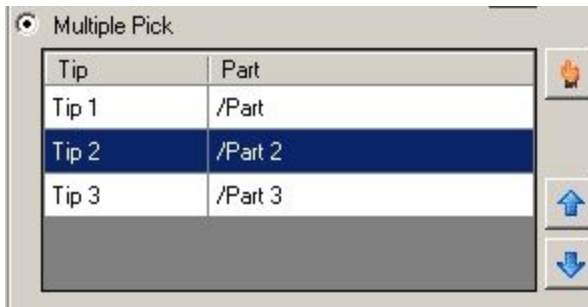 Multiple Pick
Tip Part
Tip 1 /Part
Tip 2 /Part 2
Tip 3 /Part 3